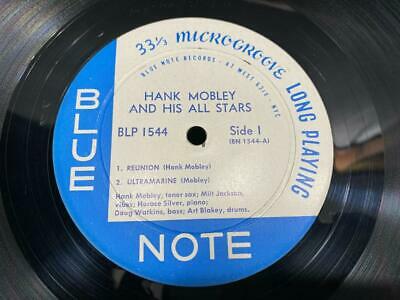 33 1/3 MICROGROOVE LONG PLAYING
BLUE NOTE RECORDS · 47 WEST 63rd · NYC
HANK MOBLEY
AND HIS ALL STARS
BLP 1544 Side 1
(BN 1544-A)
1. REUNION (Hank Mobley)
2. ULTRAMARINE (Mobley)
Hank Mobley, tenor sax; Milt Jackson,
vibes; Horace Silver, piano;
Doug Watkins, bass; Art Blakey, drums.
BLUE
NOTE